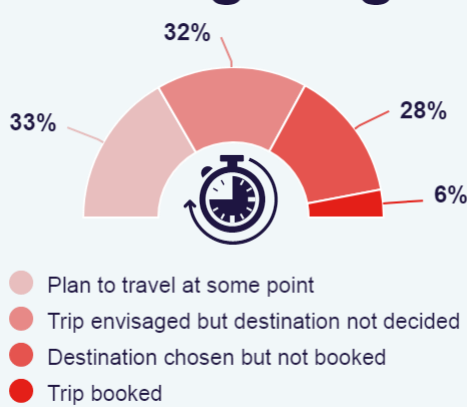 32%
33%
28%
6%
Plan to travel at some point
Trip envisaged but destination not decided
Destination chosen but not booked
Trip booked